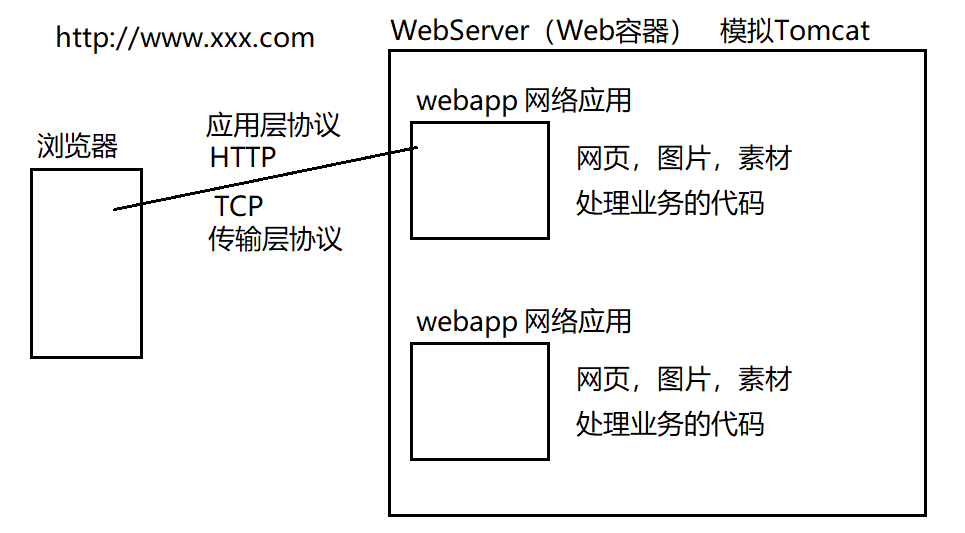 http://www.xxx.com
WebServer（Web容器） 模拟Tomcat
webapp 网络应用
应用层协议
HTTP
浏览器
网页，图片，素材
处理业务的代码
TCP
传输层协议
webapp 网络应用
网页，图片，素材
处理业务的代码